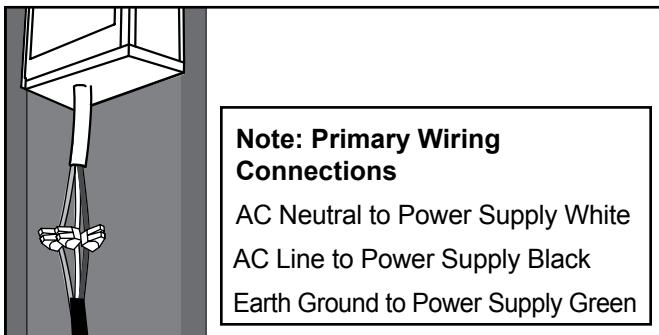 Note: Primary Wiring
Connections
AC Neutral to Power Supply White
AC Line to Power Supply Black
Earth Ground to Power Supply Green